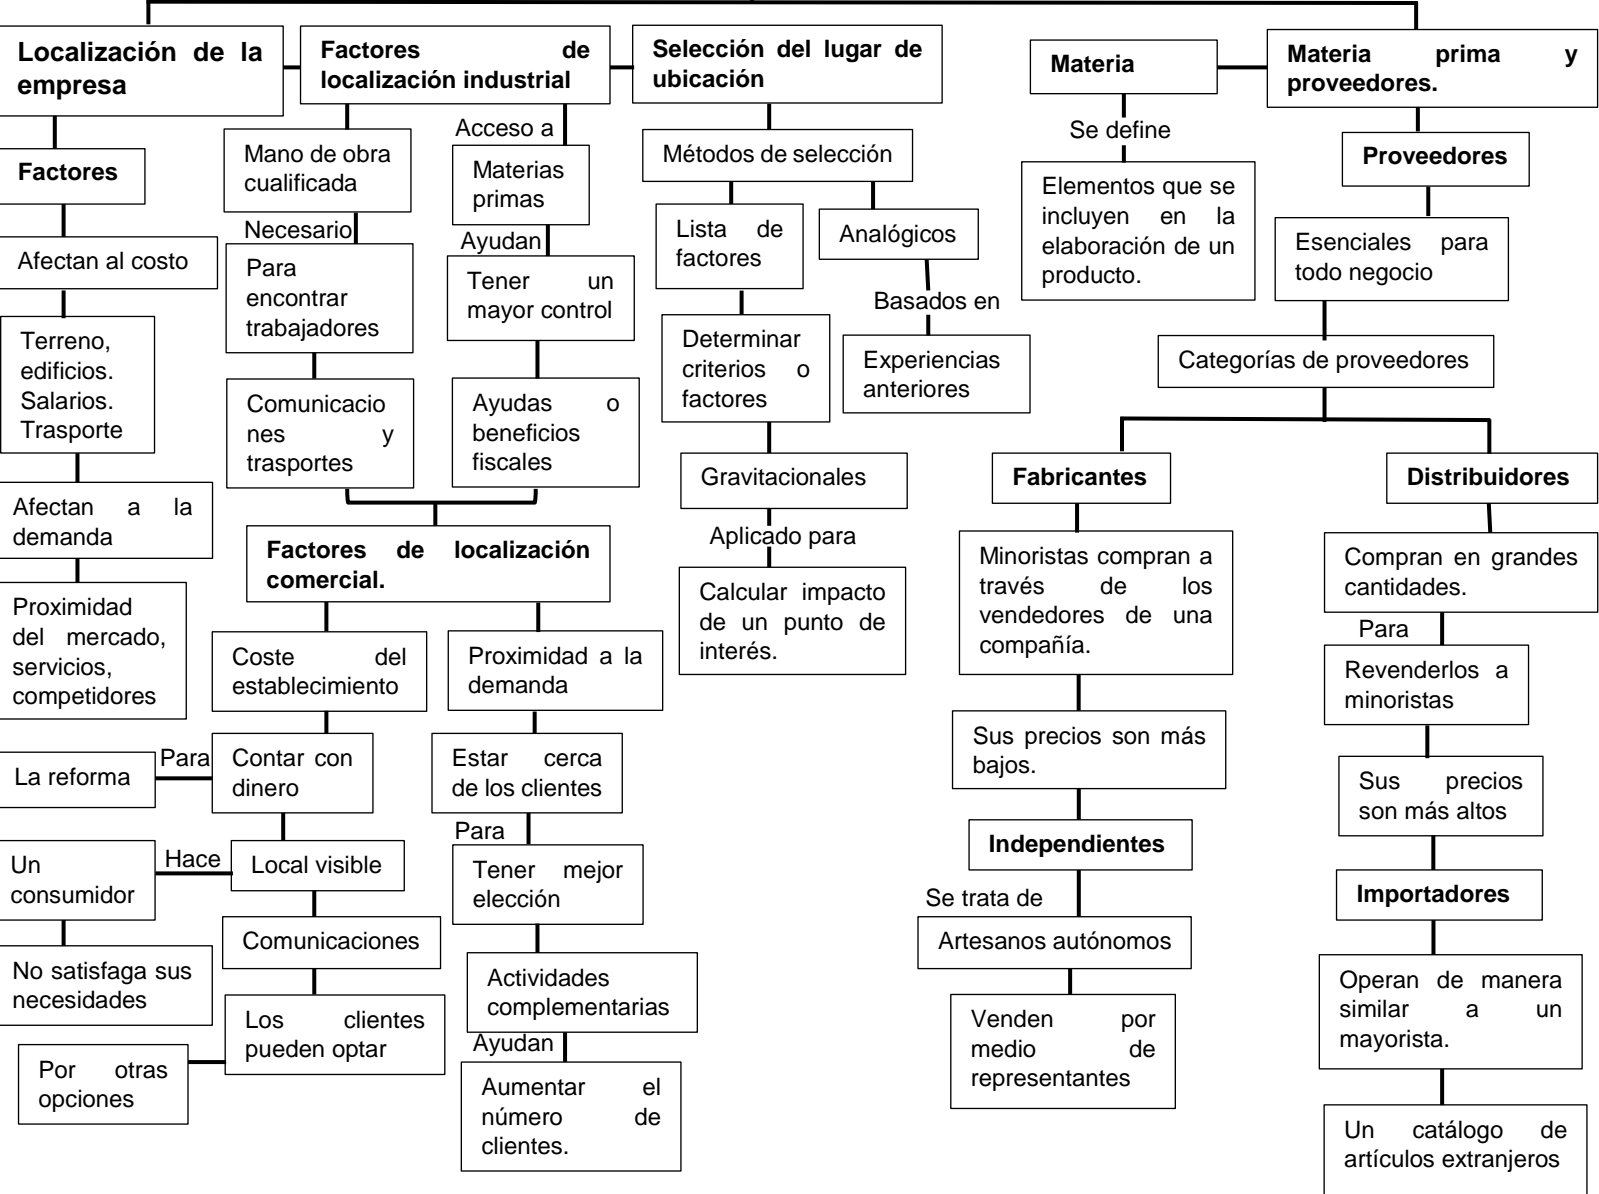 Localización de la
empresa
Factores
Afectan al costo
Terreno,
edificios.
Salarios.
Trasporte
Afectan a la
demanda
Proximidad
del mercado,
servicios,
competidores
Factores de
localización industrial
Mano de obra
cualificada
Necesario
Para
encontrar
trabajadores
Comunicacio
nes y
trasportes
Acceso a
Materias
primas
Ayudan
Tener un
mayor control
Ayudas o
beneficios
fiscales
Factores de localización
comercial.
Coste del
establecimiento
Contar con
dinero
Para
La reforma
Local visible
Hace
Un
consumidor
No satisfaga sus
necesidades
Comunicaciones
Los clientes
pueden optar
Por otras
opciones
Proximidad a la
demanda
Estar cerca
de los clientes
Para
Tener mejor
elección
Actividades
complementarias
Ayudan
Aumentar el
número de
clientes.
Selección del lugar de
ubicación
Métodos de selección
Lista de
factores
Determinar
criterios o
factores
Gravitacionales
Aplicado para
Calcular impacto
de un punto de
interés.
Analógicos
Basados en
Experiencias
anteriores
Materia
Se define
Elementos que se
incluyen en la
elaboración de un
producto.
Materia prima y
proveedores.
Proveedores
Esenciales para
todo negocio
Categorías de proveedores
Fabricantes
Minoristas compran a
través de los
vendedores de una
compañía.
Sus precios son más
bajos.
Independientes
Se trata de
Artesanos autónomos
Venden por
medio de
representantes
Distribuidores
Compran en grandes
cantidades.
Para
Revenderlos a
minoristas
Sus precios
son más altos
Importadores
Operan de manera
similar a un
mayorista.
Un catálogo de
artículos extranjeros